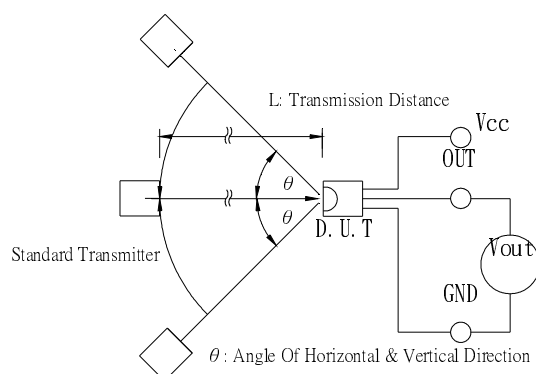 L: Transmission Distance
Vcc
OUT
θ
θ
D. U. T
Standard Transmitter
Vout
GND
θ : Angle Of Horizontal & Vertical Direction